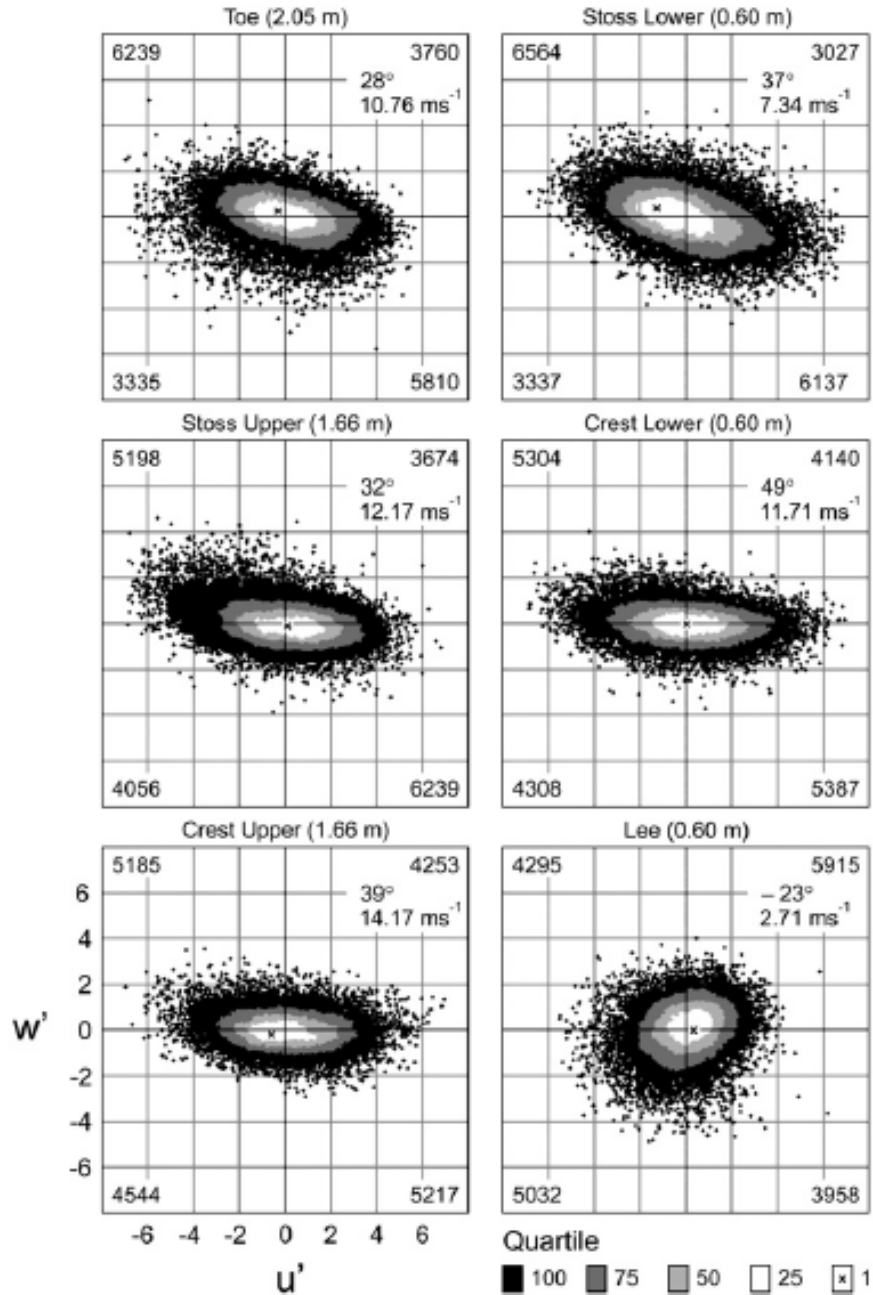 Toe (2.05 m)
6239 3760
28°
10.76 ms-1
3335 5810
Stoss Lower (0.60 m)
6564 3027
37°
7.34 ms-1
3337 6137
Stoss Upper (1.66 m)
5198 3674
32°
12.17 ms-1
4056 6239
Crest Lower (0.60 m)
5304 4140
49°
11.71 ms-1
4308 5387
Crest Upper (1.66 m)
5185 4253
39°
14.17 ms-1
4544 5217
6
4
2
w' 0
-2
-4
-6
-6 -4 -2 0 2 4 6
u'
Lee (0.60 m)
4295 5915
–23°
2.71 ms-1
5032 3958
Quartile
100 75 50 25 x 1